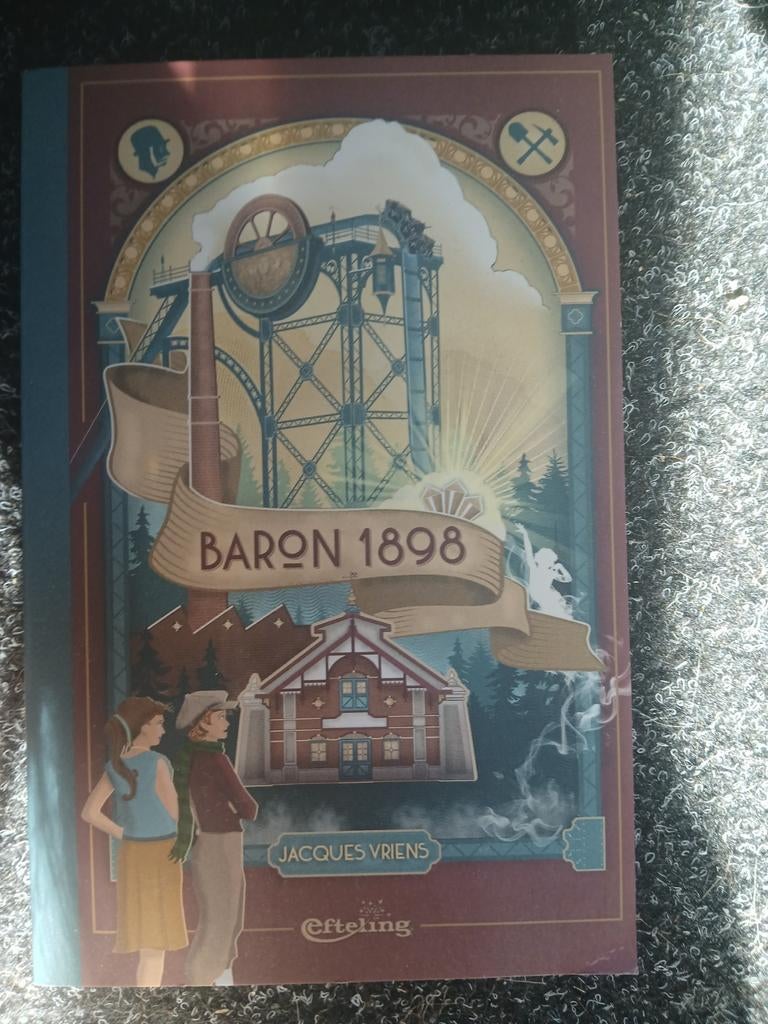 BARON 1898
JACQUES VRIENS
efteling